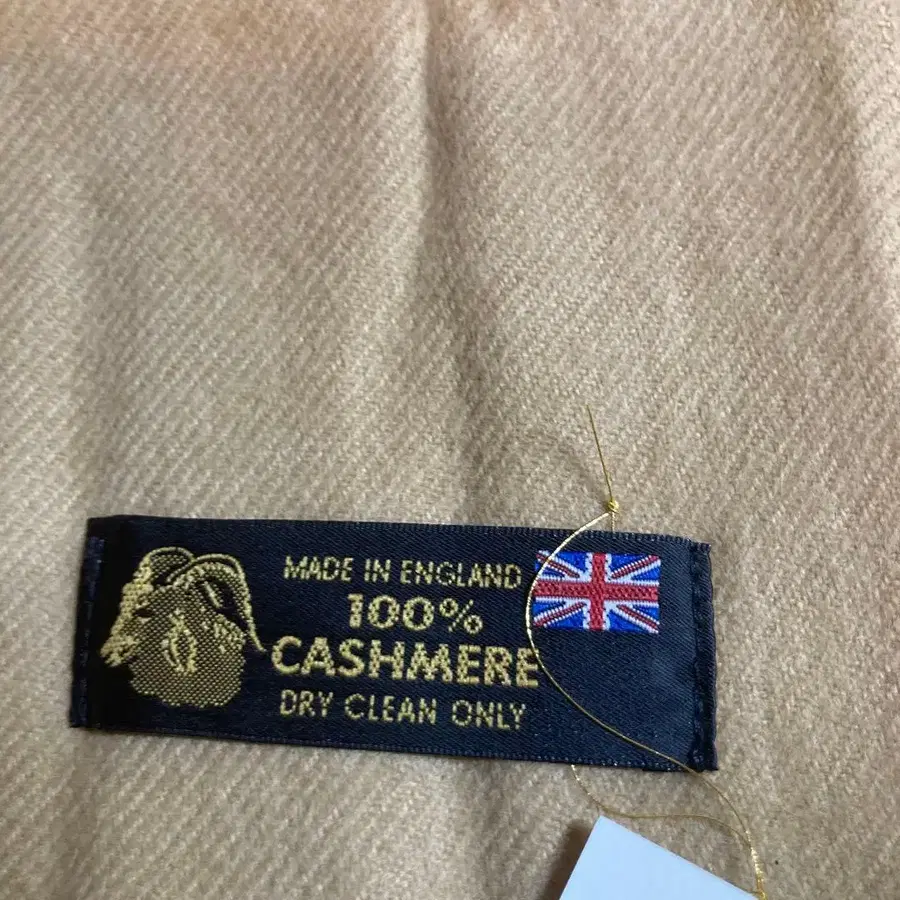 MADE IN ENGLAND
100%
CASHMERE
DRY CLEAN ONLY